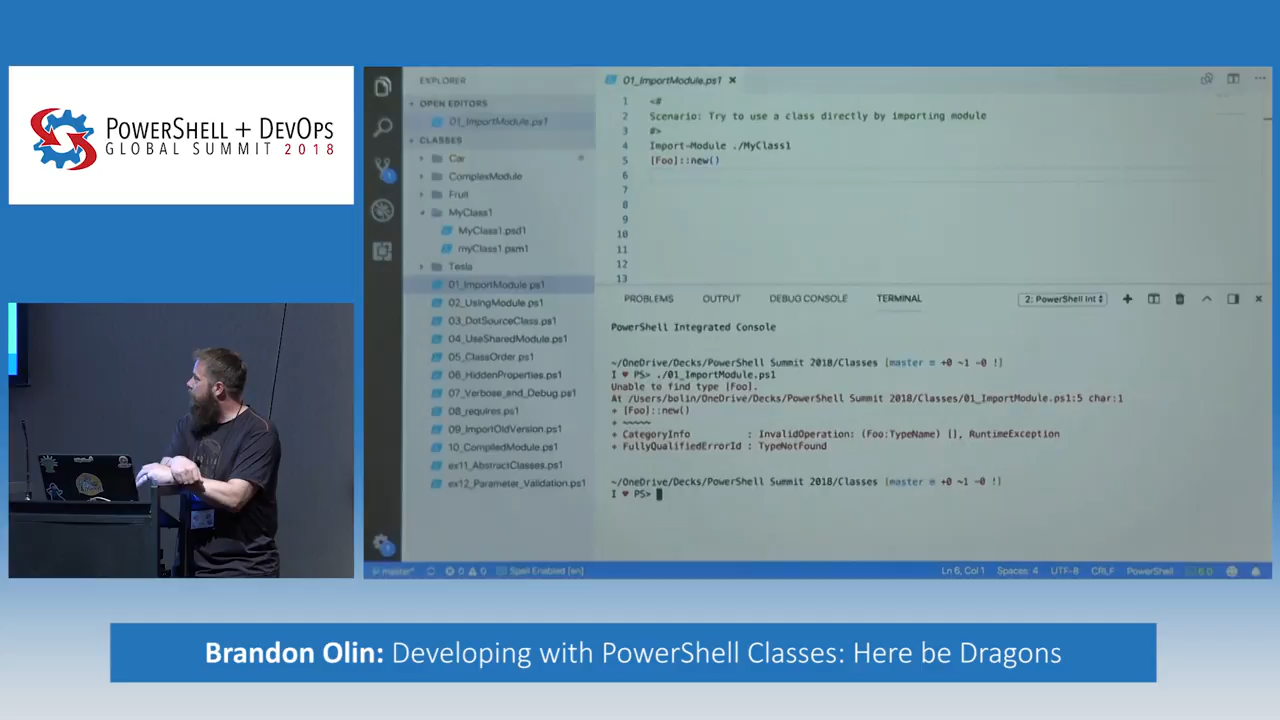 POWERSHELL + DEVOPS
GLOBAL SUMMIT 2018
EXPLORER
OPEN EDITORS
01_ImportModule.ps1
CLASSES
Car
ComplexModule
Fruit
MyClass1
MyClass1.psd1
myClass1.psm1
Tesla
01_ImportModule.ps1
02_UsingModule.ps1
03_DotSourceClass.ps1
04_UseSharedModule.ps1
05_ClassOrder.ps1
06_HiddenProperties.ps1
07_Verbose_and_Debug.ps1
08_requires.ps1
09_ImportOldVersion.ps1
10_CompiledModule.ps1
ex11_AbstractClasses.ps1
ex12_Parameter_Validation.ps1
01_ImportModule.ps1
1 <#
2 Scenario: Try to use a class directly by importing module
3 #>
4 Import-Module ./MyClass1
5 [Foo]::new()
6
7
8
9
10
11
12
13
PROBLEMS OUTPUT DEBUG CONSOLE TERMINAL 2: PowerShell Int
PowerShell Integrated Console
~/OneDrive/Decks/PowerShell Summit 2018/Classes [master ≡ +0 ~1 -0 !]
I ♥ PS> ./01_ImportModule.ps1
Unable to find type [Foo].
At /Users/bolin/OneDrive/Decks/PowerShell Summit 2018/Classes/01_ImportModule.ps1:5 char:1
+ [Foo]::new()
+ ~~~~~
+ CategoryInfo : InvalidOperation: (Foo:TypeName) [], RuntimeException
+ FullyQualifiedErrorId : TypeNotFound
~/OneDrive/Decks/PowerShell Summit 2018/Classes [master ≡ +0 ~1 -0 !]
I ♥ PS>
master* 0 0 Spell Enabled [en] Ln 6, Col 1 Spaces: 4 UTF-8 CRLF PowerShell 6.0
Brandon Olin: Developing with PowerShell Classes: Here be Dragons